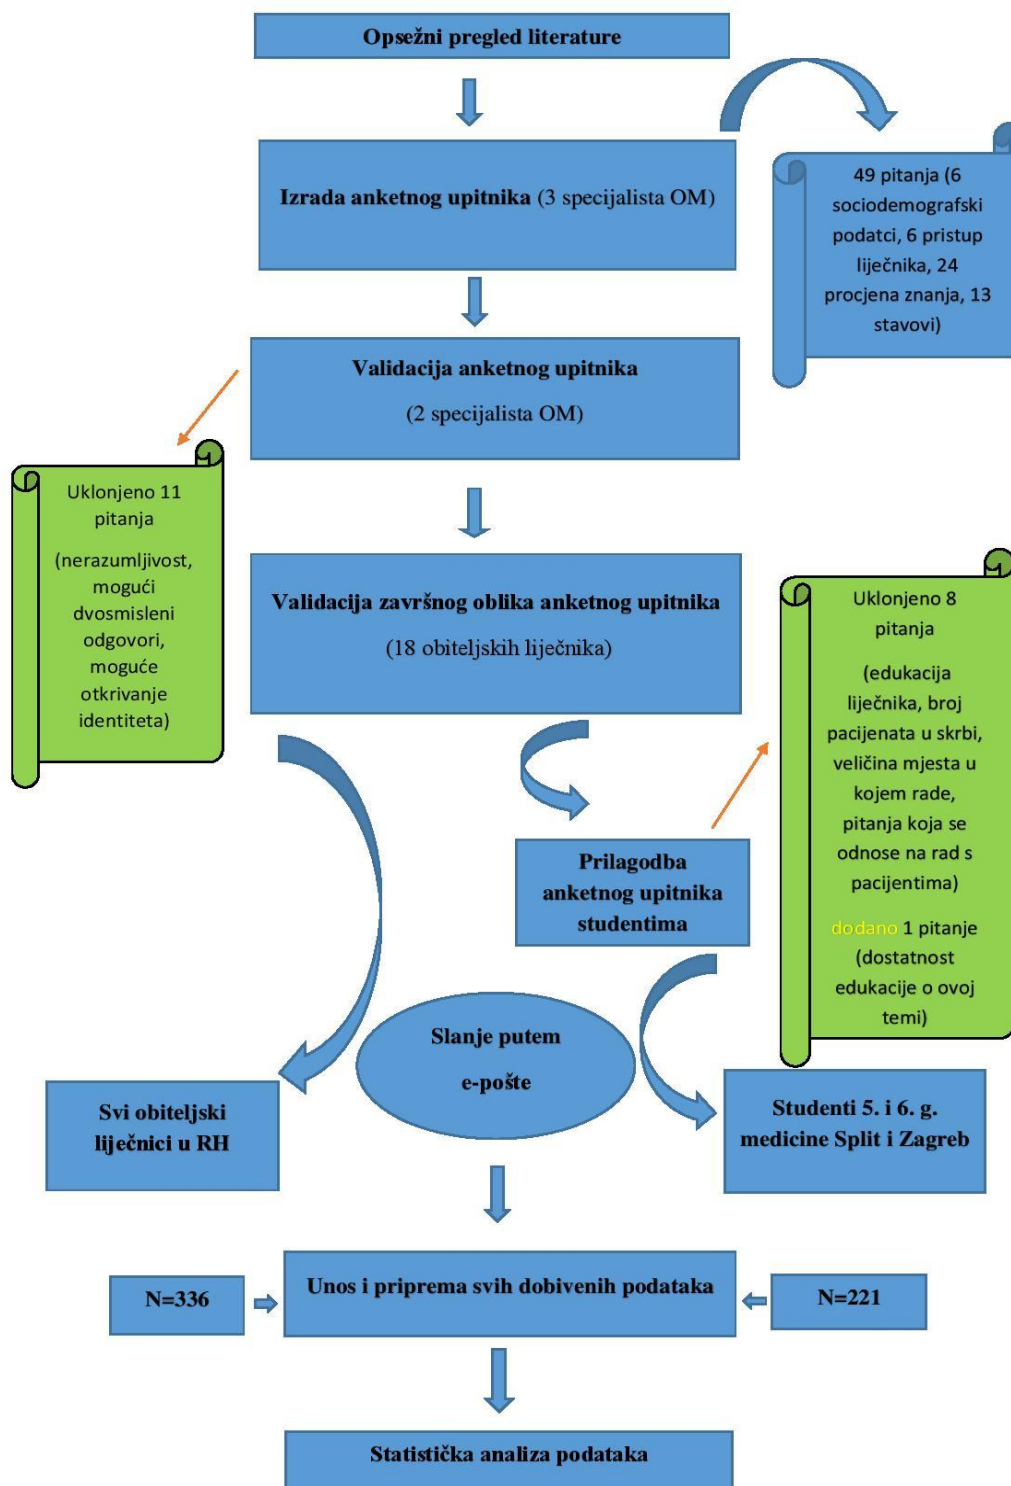 Opsežni pregled literature
Izrada anketnog upitnika (3 specijalista OM)
49 pitanja (6
sociodemografski
podatci, 6 pristup
liječnika, 24
procjena znanja, 13
stavovi)
Validacija anketnog upitnika
(2 specijalista OM)
Uklonjeno 11
pitanja
(nerazumljivost,
mogući
dvosmisleni
odgovori,
moguće
otkrivanje
identiteta)
Validacija završnog oblika anketnog upitnika
(18 obiteljskih liječnika)
Uklonjeno 8
pitanja
(edukacija
liječnika, broj
pacijenata u skrbi,
veličina mjesta u
kojem rade,
pitanja koja se
odnose na rad s
pacijentima)
dodano 1 pitanje
(dostatnost
edukacije o ovoj
temi)
Prilagodba
anketnog upitnika
studentima
Slanje putem
e-pošte
Svi obiteljski
liječnici u RH
Studenti 5. i 6. g.
medicine Split i Zagreb
N=336
Unos i priprema svih dobivenih podataka
N=221
Statistička analiza podataka